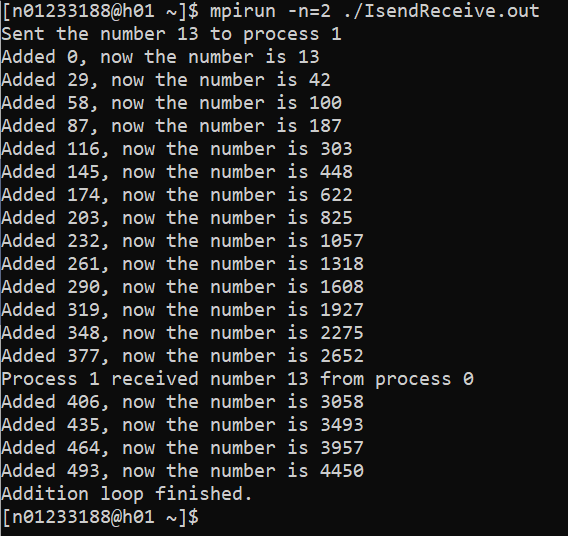 [n01233188@h01 ~]$ mpirun -n=2 ./IsendReceive.out
Sent the number 13 to process 1
Added 0, now the number is 13
Added 29, now the number is 42
Added 58, now the number is 100
Added 87, now the number is 187
Added 116, now the number is 303
Added 145, now the number is 448
Added 174, now the number is 622
Added 203, now the number is 825
Added 232, now the number is 1057
Added 261, now the number is 1318
Added 290, now the number is 1608
Added 319, now the number is 1927
Added 348, now the number is 2275
Added 377, now the number is 2652
Process 1 received number 13 from process 0
Added 406, now the number is 3058
Added 435, now the number is 3493
Added 464, now the number is 3957
Added 493, now the number is 4450
Addition loop finished.
[n01233188@h01 ~]$